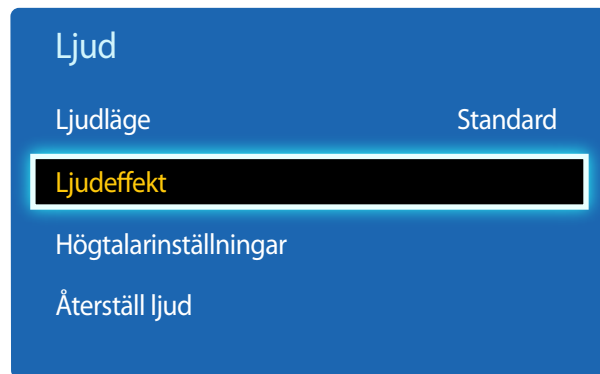 Ljud
Ljudläge Standard
Ljudeffekt
Högtalarinställningar
Återställ ljud